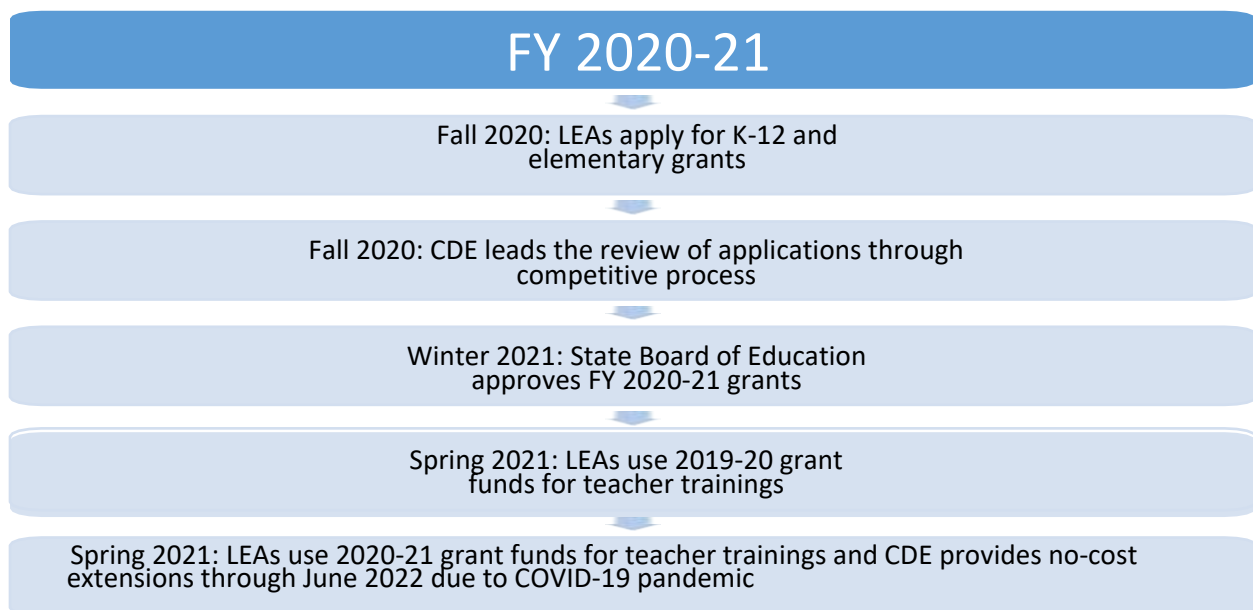 FY 2020-21
Fall 2020: LEAs apply for K-12 and
elementary grants
Fall 2020: CDE leads the review of applications through
competitive process
Winter 2021: State Board of Education
approves FY 2020-21 grants
Spring 2021: LEAs use 2019-20 grant
funds for teacher trainings
Spring 2021: LEAs use 2020-21 grant funds for teacher trainings and CDE provides no-cost
extensions through June 2022 due to COVID-19 pandemic